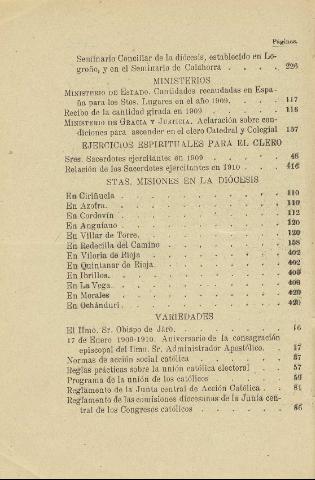 Páginas
Seminario Conciliar de la diócesis, establecido en Lo-
groño, y en el Seminario de Calahorra . . . . 226
MINISTERIOS
MINISTERIO DE ESTADO. Cantidades recaudadas en Espa-
ña para los Stos. Lugares en el año 1909. . . . . 117
Recibo de la cantidad girada en 1909 . . . . . 118
MINISTERIO DE GRACIA Y JUSTICIA. Aclaración sobre con-
diciones para ascender en el clero Catedral y Colegial 137
EJERCICIOS ESPIRITUALES PARA EL CLERO
Sres. Sacerdotes ejercitantes en 1909 . . . . . 46
Relación de los Sacerdotes ejercitantes en 1910 . . . . 416
STAS. MISIONES EN LA DIÓCESIS
En Cirińuela . . . . . . . . 110
En Azofra. . . . . . . . . 110
En Cordovín . . . . . . . . 112
En Anguiano . . . . . . . . 120
En Villar de Torre. . . . . . . . 120
En Redecilla del Camino . . . . . . . 158
En Viloria de Rioja . . . . . . . 402
En Quintanar de Rioja. . . . . . . 402
En Ibrillos. . . . . . . . . 403
En La Vega. . . . . . . . . 408
En Morales . . . . . . . . 420
En Ochánduri . . . . . . . . 420
VARIEDADES
El Ilmo. Sr. Obispo de Jaro. . . . . . . 16
17 de Enero 1909-1910. Aniversario de la consagración
episcopal del Ilmo. Sr. Administrador Apostólico. . . 17
Normas de acción social católica . . . . . 57
Reglas prácticas sobre la unión católica electoral . . . 57
Programa de la unión de los católicos . . . . . 59
Reglamento de la Junta central de Acción Católica . . . 81
Reglamento de las comisiones diocesanas de la Junta cen-
tral de los Congresos católicos . . . . . . 86